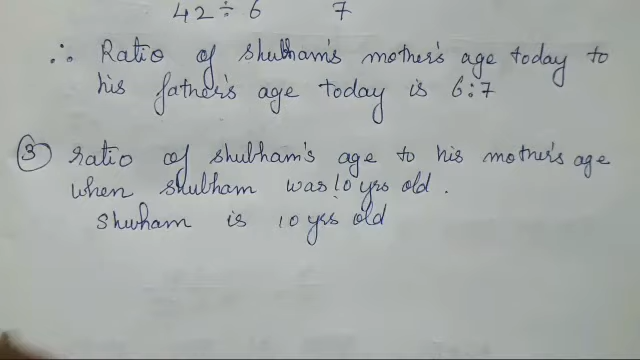 42 ÷ 6 7
∴ Ratio of Shubham's mother's age today to
his father's age today is 6:7
③ ratio of Shubham's age to his mother's age
when Shubham was 10 yrs old.
Shubham is 10 yrs old